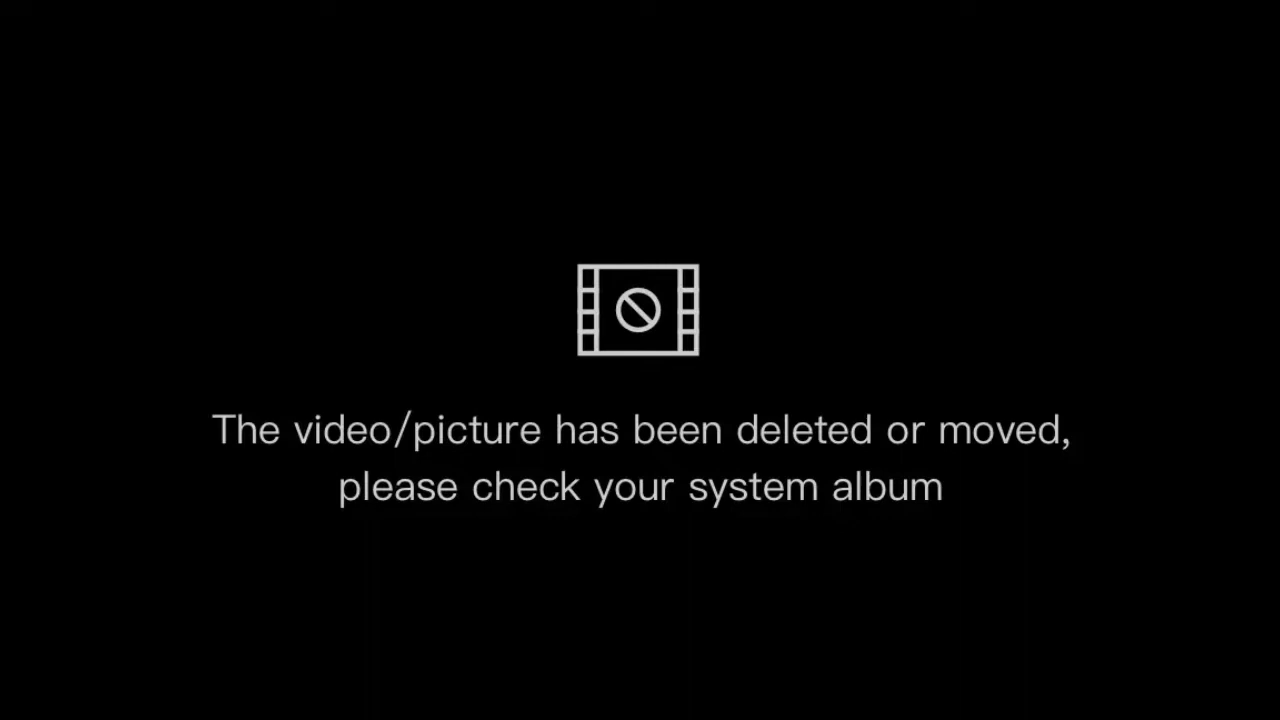 The video/picture has been deleted or moved,
please check your system album